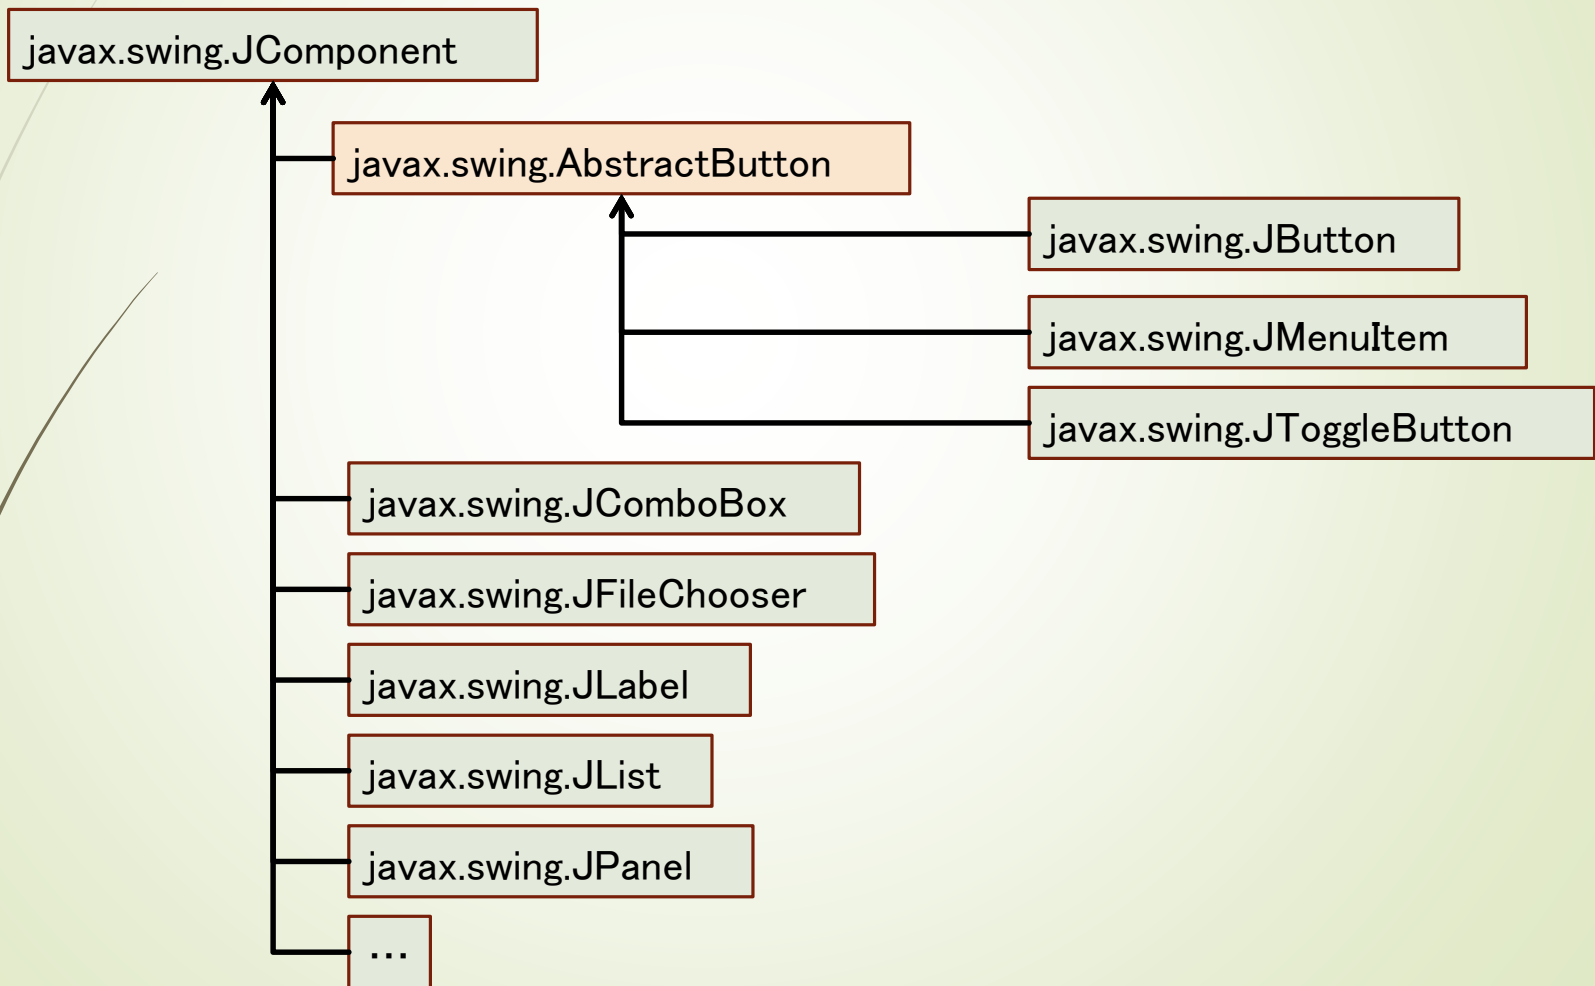 javax.swing.JComponent
javax.swing.AbstractButton
javax.swing.JButton
javax.swing.JMenuItem
javax.swing.JToggleButton
javax.swing.JComboBox
javax.swing.JFileChooser
javax.swing.JLabel
javax.swing.JList
javax.swing.JPanel
…